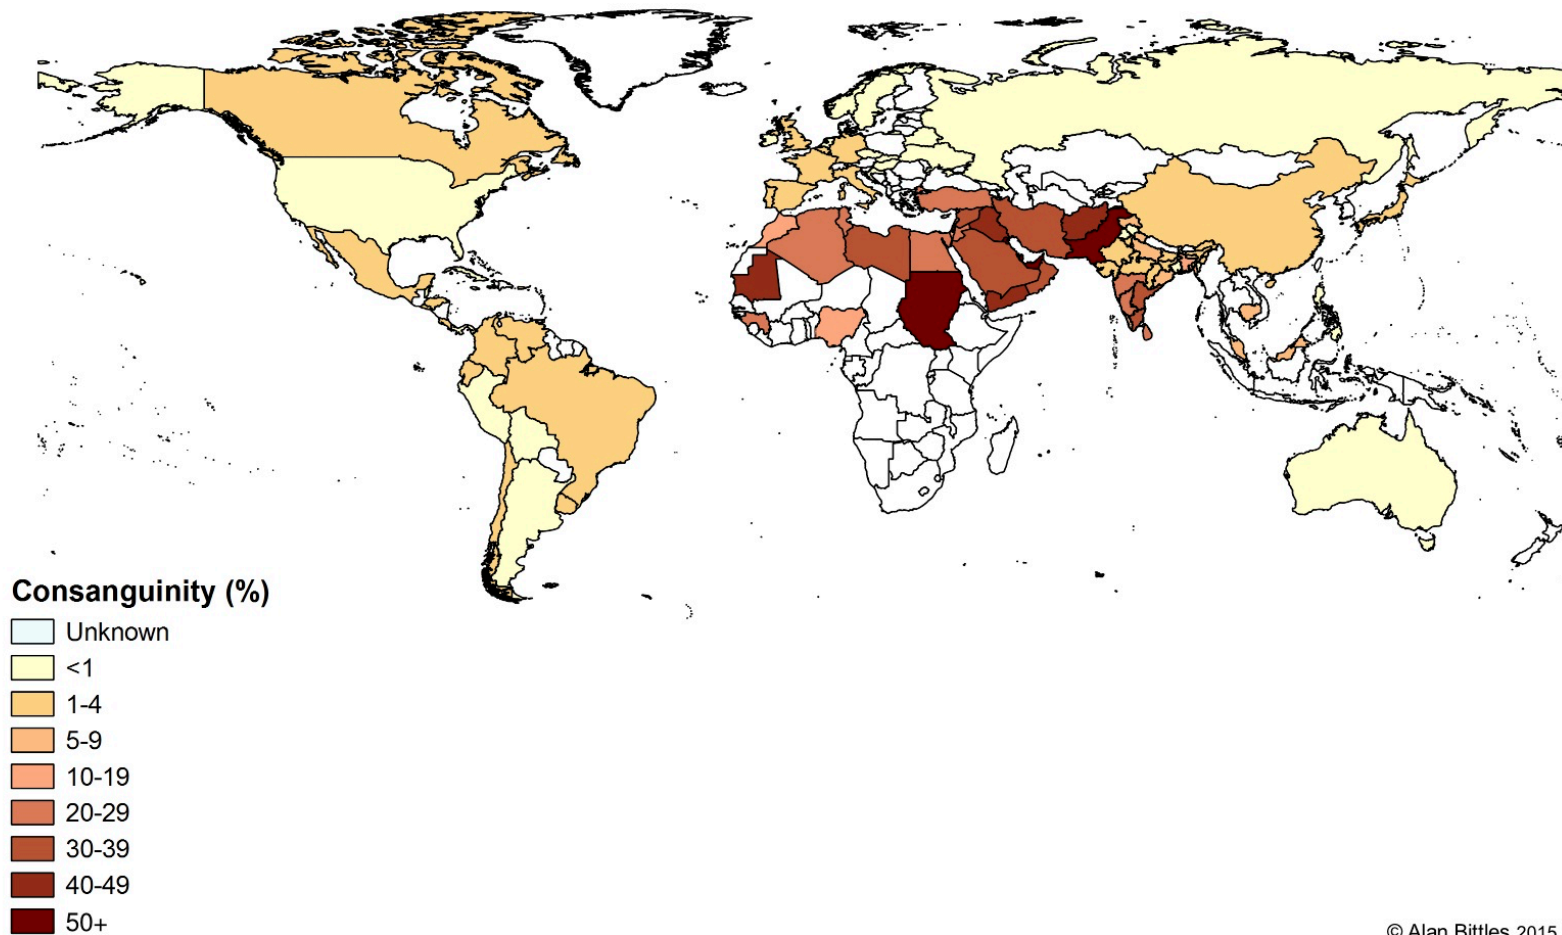 Consanguinity (%)
Unknown
<1
1-4
5-9
10-19
20-29
30-39
40-49
50+
© Alan Bittles 2015